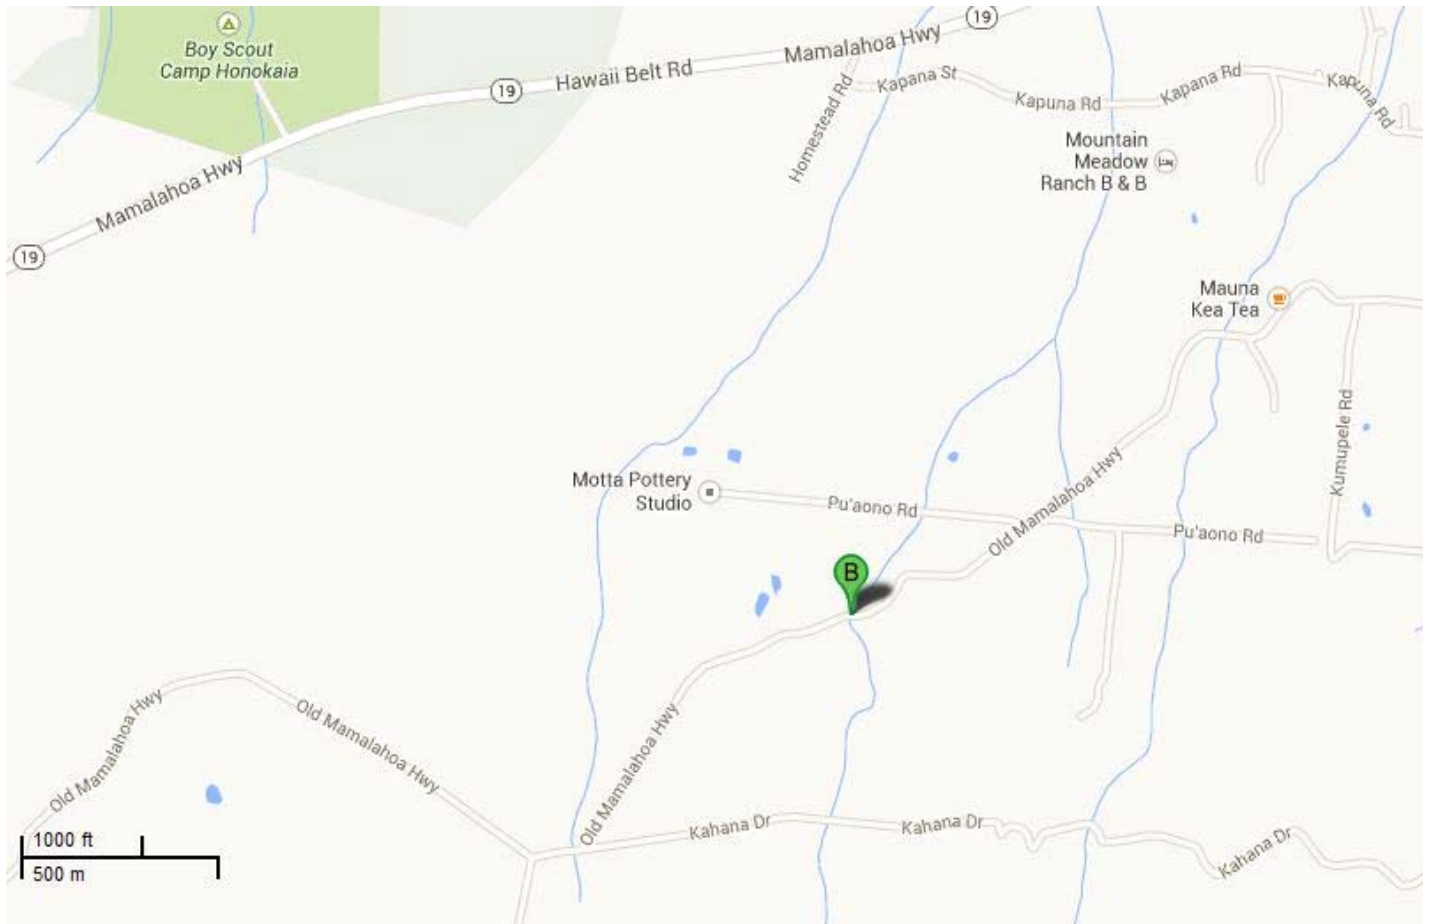 19
Mamalahoa Hwy
Boy Scout
Camp Honokaia
Hawaii Belt Rd
19
Kapana St
Kapana Rd
Kapuna Rd
Kapuna Rd
Homestead Rd
Mountain
Meadow
Ranch B & B
Mamalahoa Hwy
19
Mauna
Kea Tea
Kumupele Rd
Motta Pottery
Studio
Pu'aono Rd
Old Mamalahoa Hwy
Pu'aono Rd
B
Old Mamalahoa Hwy
Old Mamalahoa Hwy
Old Mamalahoa Hwy
Kahana Dr
Kahana Dr
Kahana Dr
1000 ft
500 m